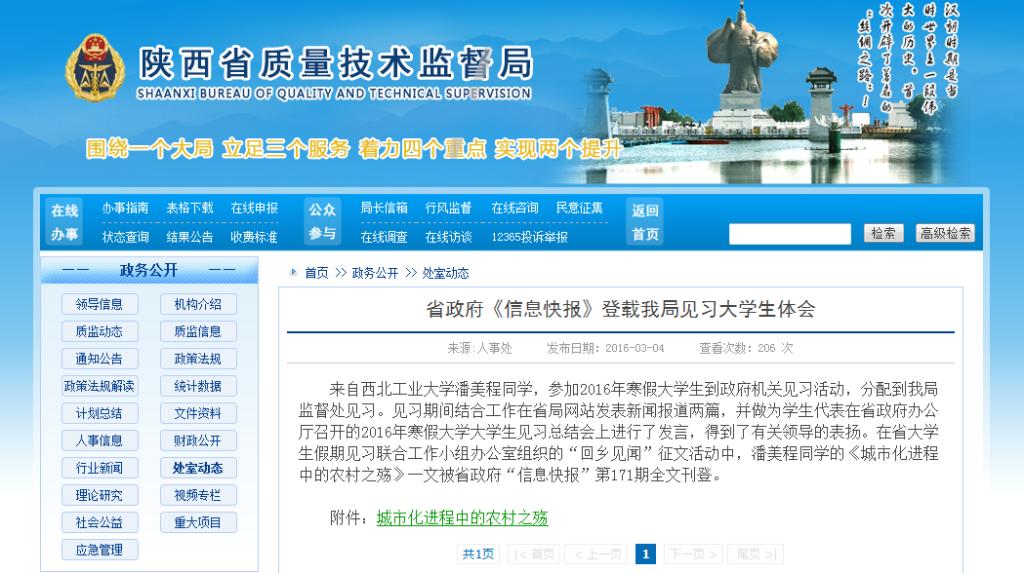 陕西省质量技术监督局
SHAANXI BUREAU OF QUALITY AND TECHNICAL SUPERVISION
围绕一个大局 立足三个服务 着力四个重点 实现两个提升
汉朝时期是当
时世界上一段伟
大的历史。首
次开辟了著名的
“丝绸之路”！
在线办事
办事指南 表格下载 在线申报
状态查询 结果公告 收费标准
公众参与
局长信箱 行风监督 在线咨询 民意征集
在线调查 在线访谈 12365投诉举报
返回首页
检索 高级检索
政务公开
领导信息 机构介绍
质监动态 质监信息
通知公告 政策法规
政策法规解读 统计数据
计划总结 文件资料
人事信息 财政公开
行业新闻 处室动态
理论研究 视频专栏
社会公益 重大项目
应急管理
首页 >> 政务公开 >> 处室动态
省政府《信息快报》登载我局见习大学生体会
来源:人事处 发布日期：2016-03-04 查看次数：206 次
来自西北工业大学潘美程同学，参加2016年寒假大学生到政府机关见习活动，分配到我局
监督处见习。见习期间结合工作在省局网站发表新闻报道两篇，并做为学生代表在省政府办公
厅召开的2016年寒假大学大学生见习总结会上进行了发言，得到了有关领导的表扬。在省大学
生假期见习联合工作小组办公室组织的“回乡见闻”征文活动中，潘美程同学的《城市化进程
中的农村之殇》一文被省政府“信息快报”第171期全文刊登。
附件：城市化进程中的农村之殇
共1页 |< 首页 < 上一页 1 下一页 > 尾页 >|